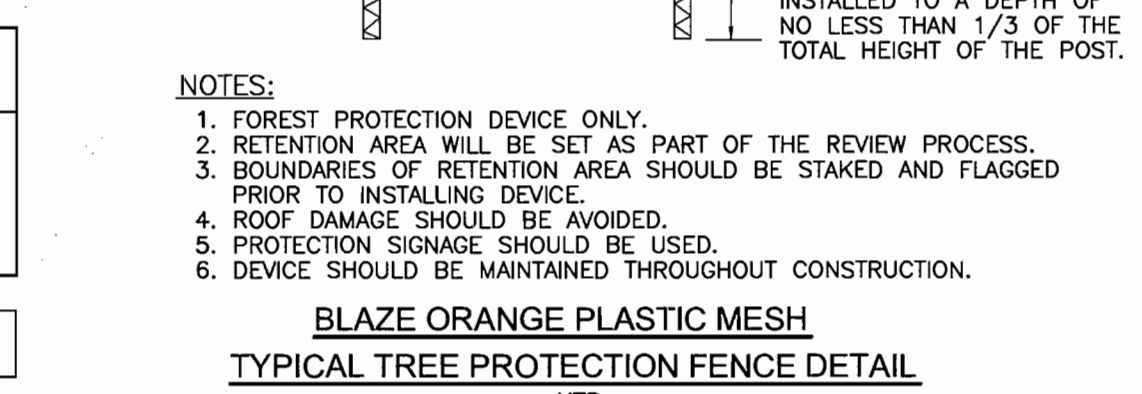 INSTALLED TO A DEPTH OF
NO LESS THAN 1/3 OF THE
TOTAL HEIGHT OF THE POST.
NOTES:
1. FOREST PROTECTION DEVICE ONLY.
2. RETENTION AREA WILL BE SET AS PART OF THE REVIEW PROCESS.
3. BOUNDARIES OF RETENTION AREA SHOULD BE STAKED AND FLAGGED
PRIOR TO INSTALLING DEVICE.
4. ROOF DAMAGE SHOULD BE AVOIDED.
5. PROTECTION SIGNAGE SHOULD BE USED.
6. DEVICE SHOULD BE MAINTAINED THROUGHOUT CONSTRUCTION.
BLAZE ORANGE PLASTIC MESH
TYPICAL TREE PROTECTION FENCE DETAIL